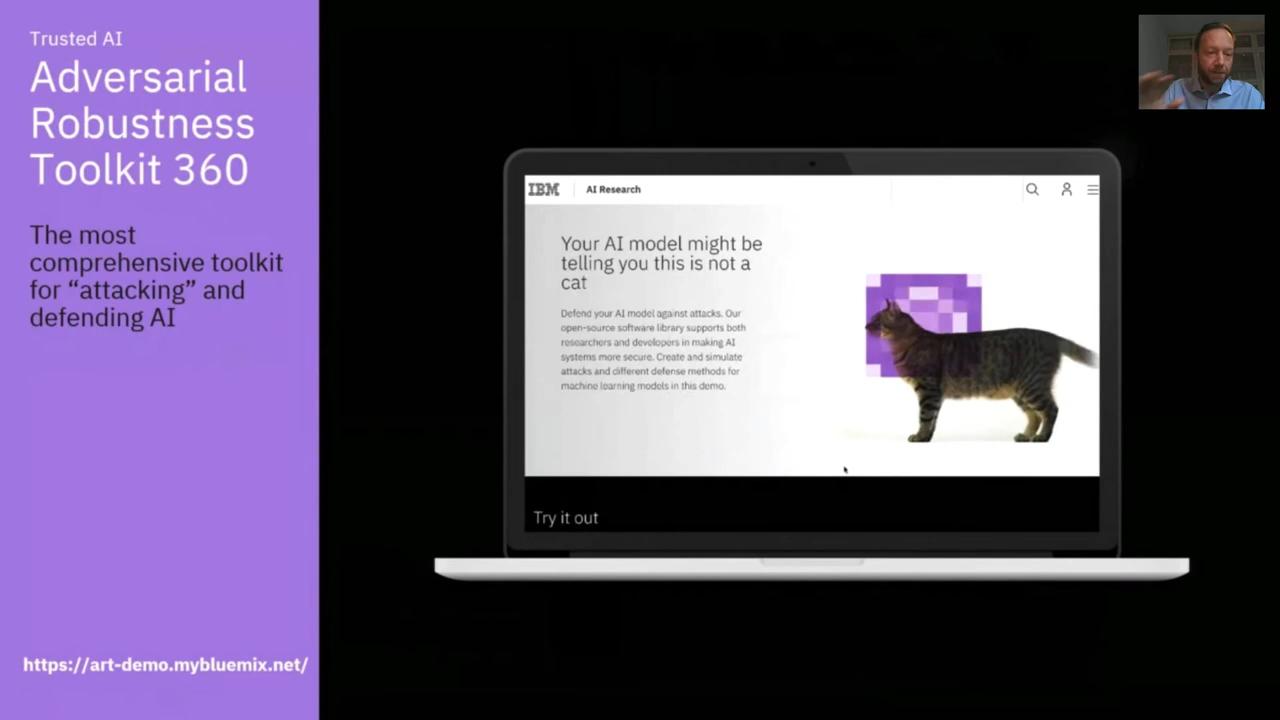 Trusted AI
Adversarial
Robustness
Toolkit 360
The most
comprehensive toolkit
for “attacking” and
defending AI
https://art-demo.mybluemix.net/
IBM
AI Research
Your AI model might be
telling you this is not a
cat
Defend your AI model against attacks. Our
open-source software library supports both
researchers and developers in making AI
systems more secure. Create and simulate
attacks and different defense methods for
machine learning models in this demo.
Try it out